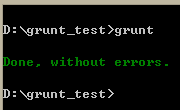 D:\grunt_test>grunt
Done, without errors.
D:\grunt_test>